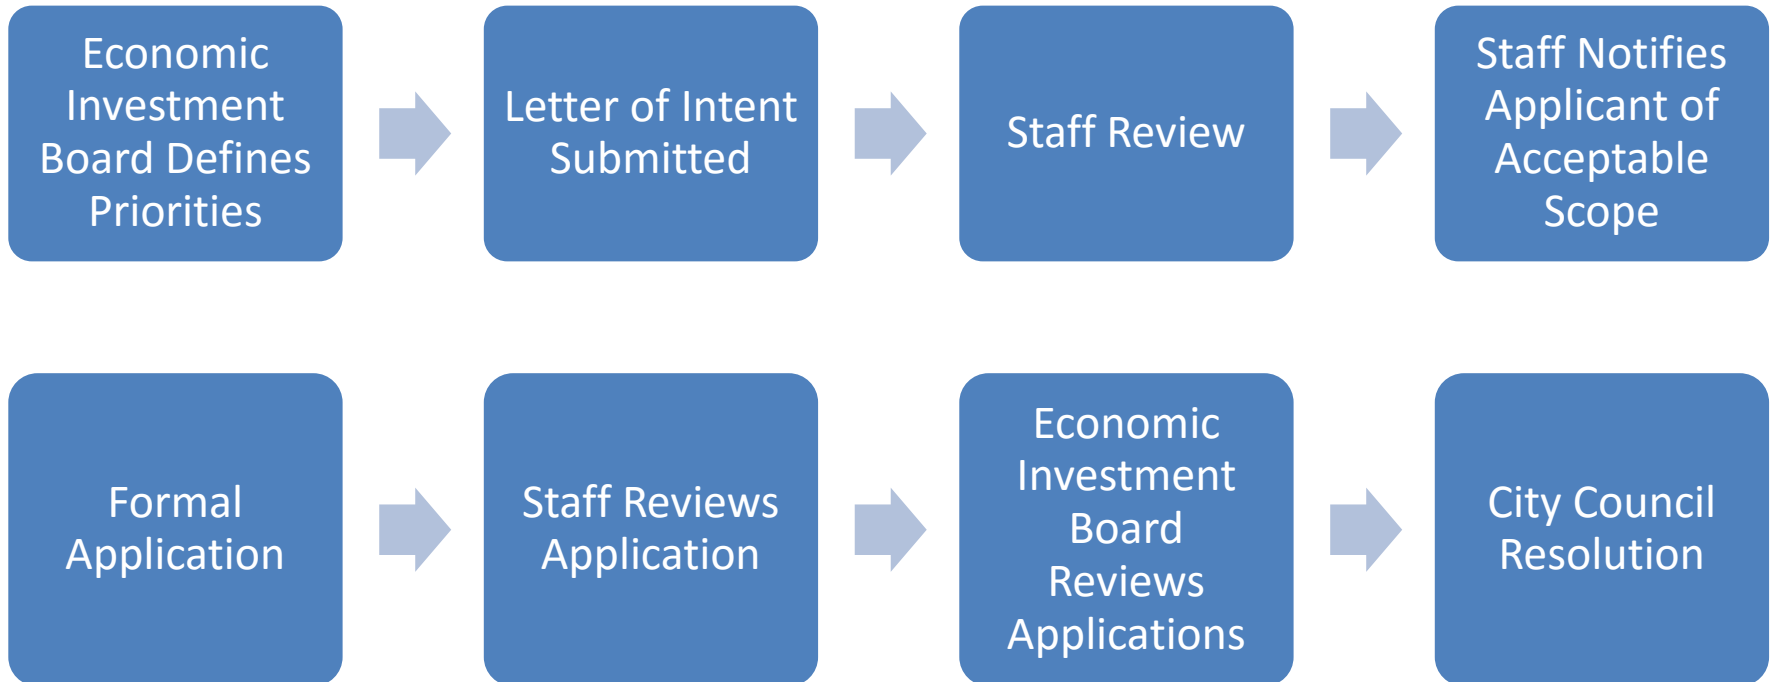 Economic
Investment
Board Defines
Priorities
Letter of Intent
Submitted
Staff Review
Staff Notifies
Applicant of
Acceptable
Scope
Formal
Application
Staff Reviews
Application
Economic
Investment
Board
Reviews
Applications
City Council
Resolution